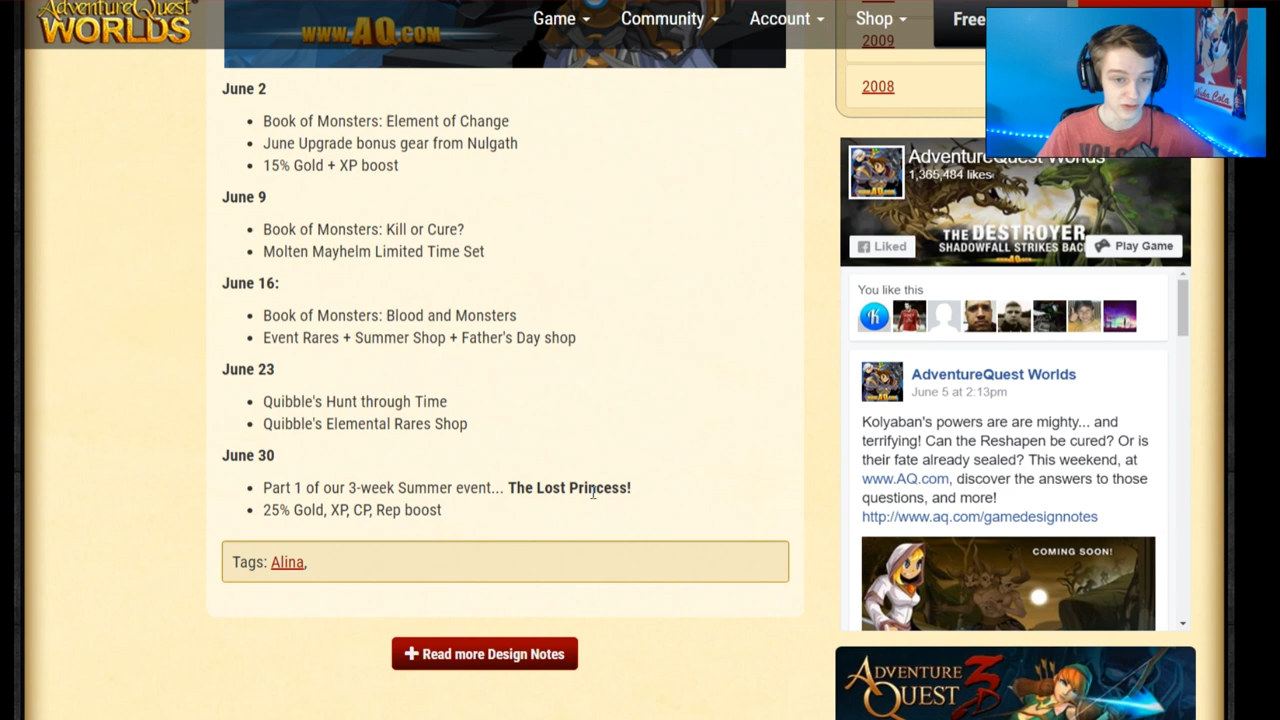 AdventureQuest
WORLDS
Game
Community
Account
Shop
Free
www.AQ.com
June 2
Book of Monsters: Element of Change
June Upgrade bonus gear from Nulgath
15% Gold + XP boost
June 9
Book of Monsters: Kill or Cure?
Molten Mayhelm Limited Time Set
June 16:
Book of Monsters: Blood and Monsters
Event Rares + Summer Shop + Father's Day shop
June 23
Quibble's Hunt through Time
Quibble's Elemental Rares Shop
June 30
Part 1 of our 3-week Summer event... The Lost Princess!
25% Gold, XP, CP, Rep boost
Tags: Alina,
+ Read more Design Notes
2009
2008
Cola
AdventureQuest Worlds
1,365,484 likes
THE DESTROYER
SHADOWFALL STRIKES BAC
Liked
Play Game
You like this
AdventureQuest Worlds
June 5 at 2:13pm
Kolyaban's powers are are mighty... and
terrifying! Can the Reshapen be cured? Or is
their fate already sealed? This weekend, at
www.AQ.com, discover the answers to those
questions, and more!
http://www.aq.com/gamedesignnotes
COMING SOON!
ADVENTURE
QUEST 3D